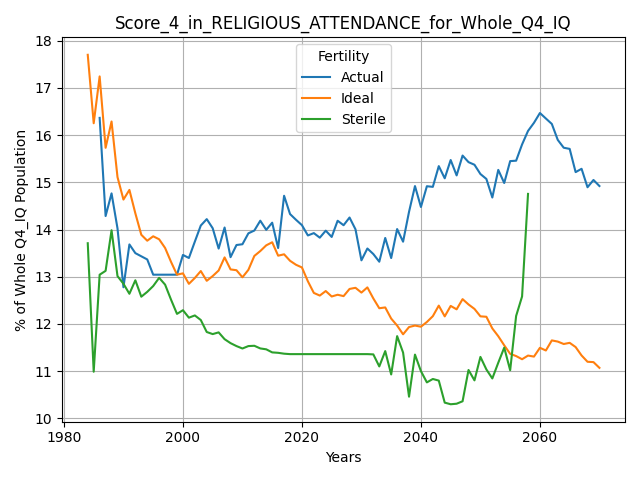 Score_4_in_RELIGIOUS_ATTENDANCE_for_Whole_Q4_IQ
Fertility
Actual
Ideal
Sterile
% of Whole Q4_IQ Population
18
17
16
15
14
13
12
11
10
1980
2000
2020
2040
2060
Years